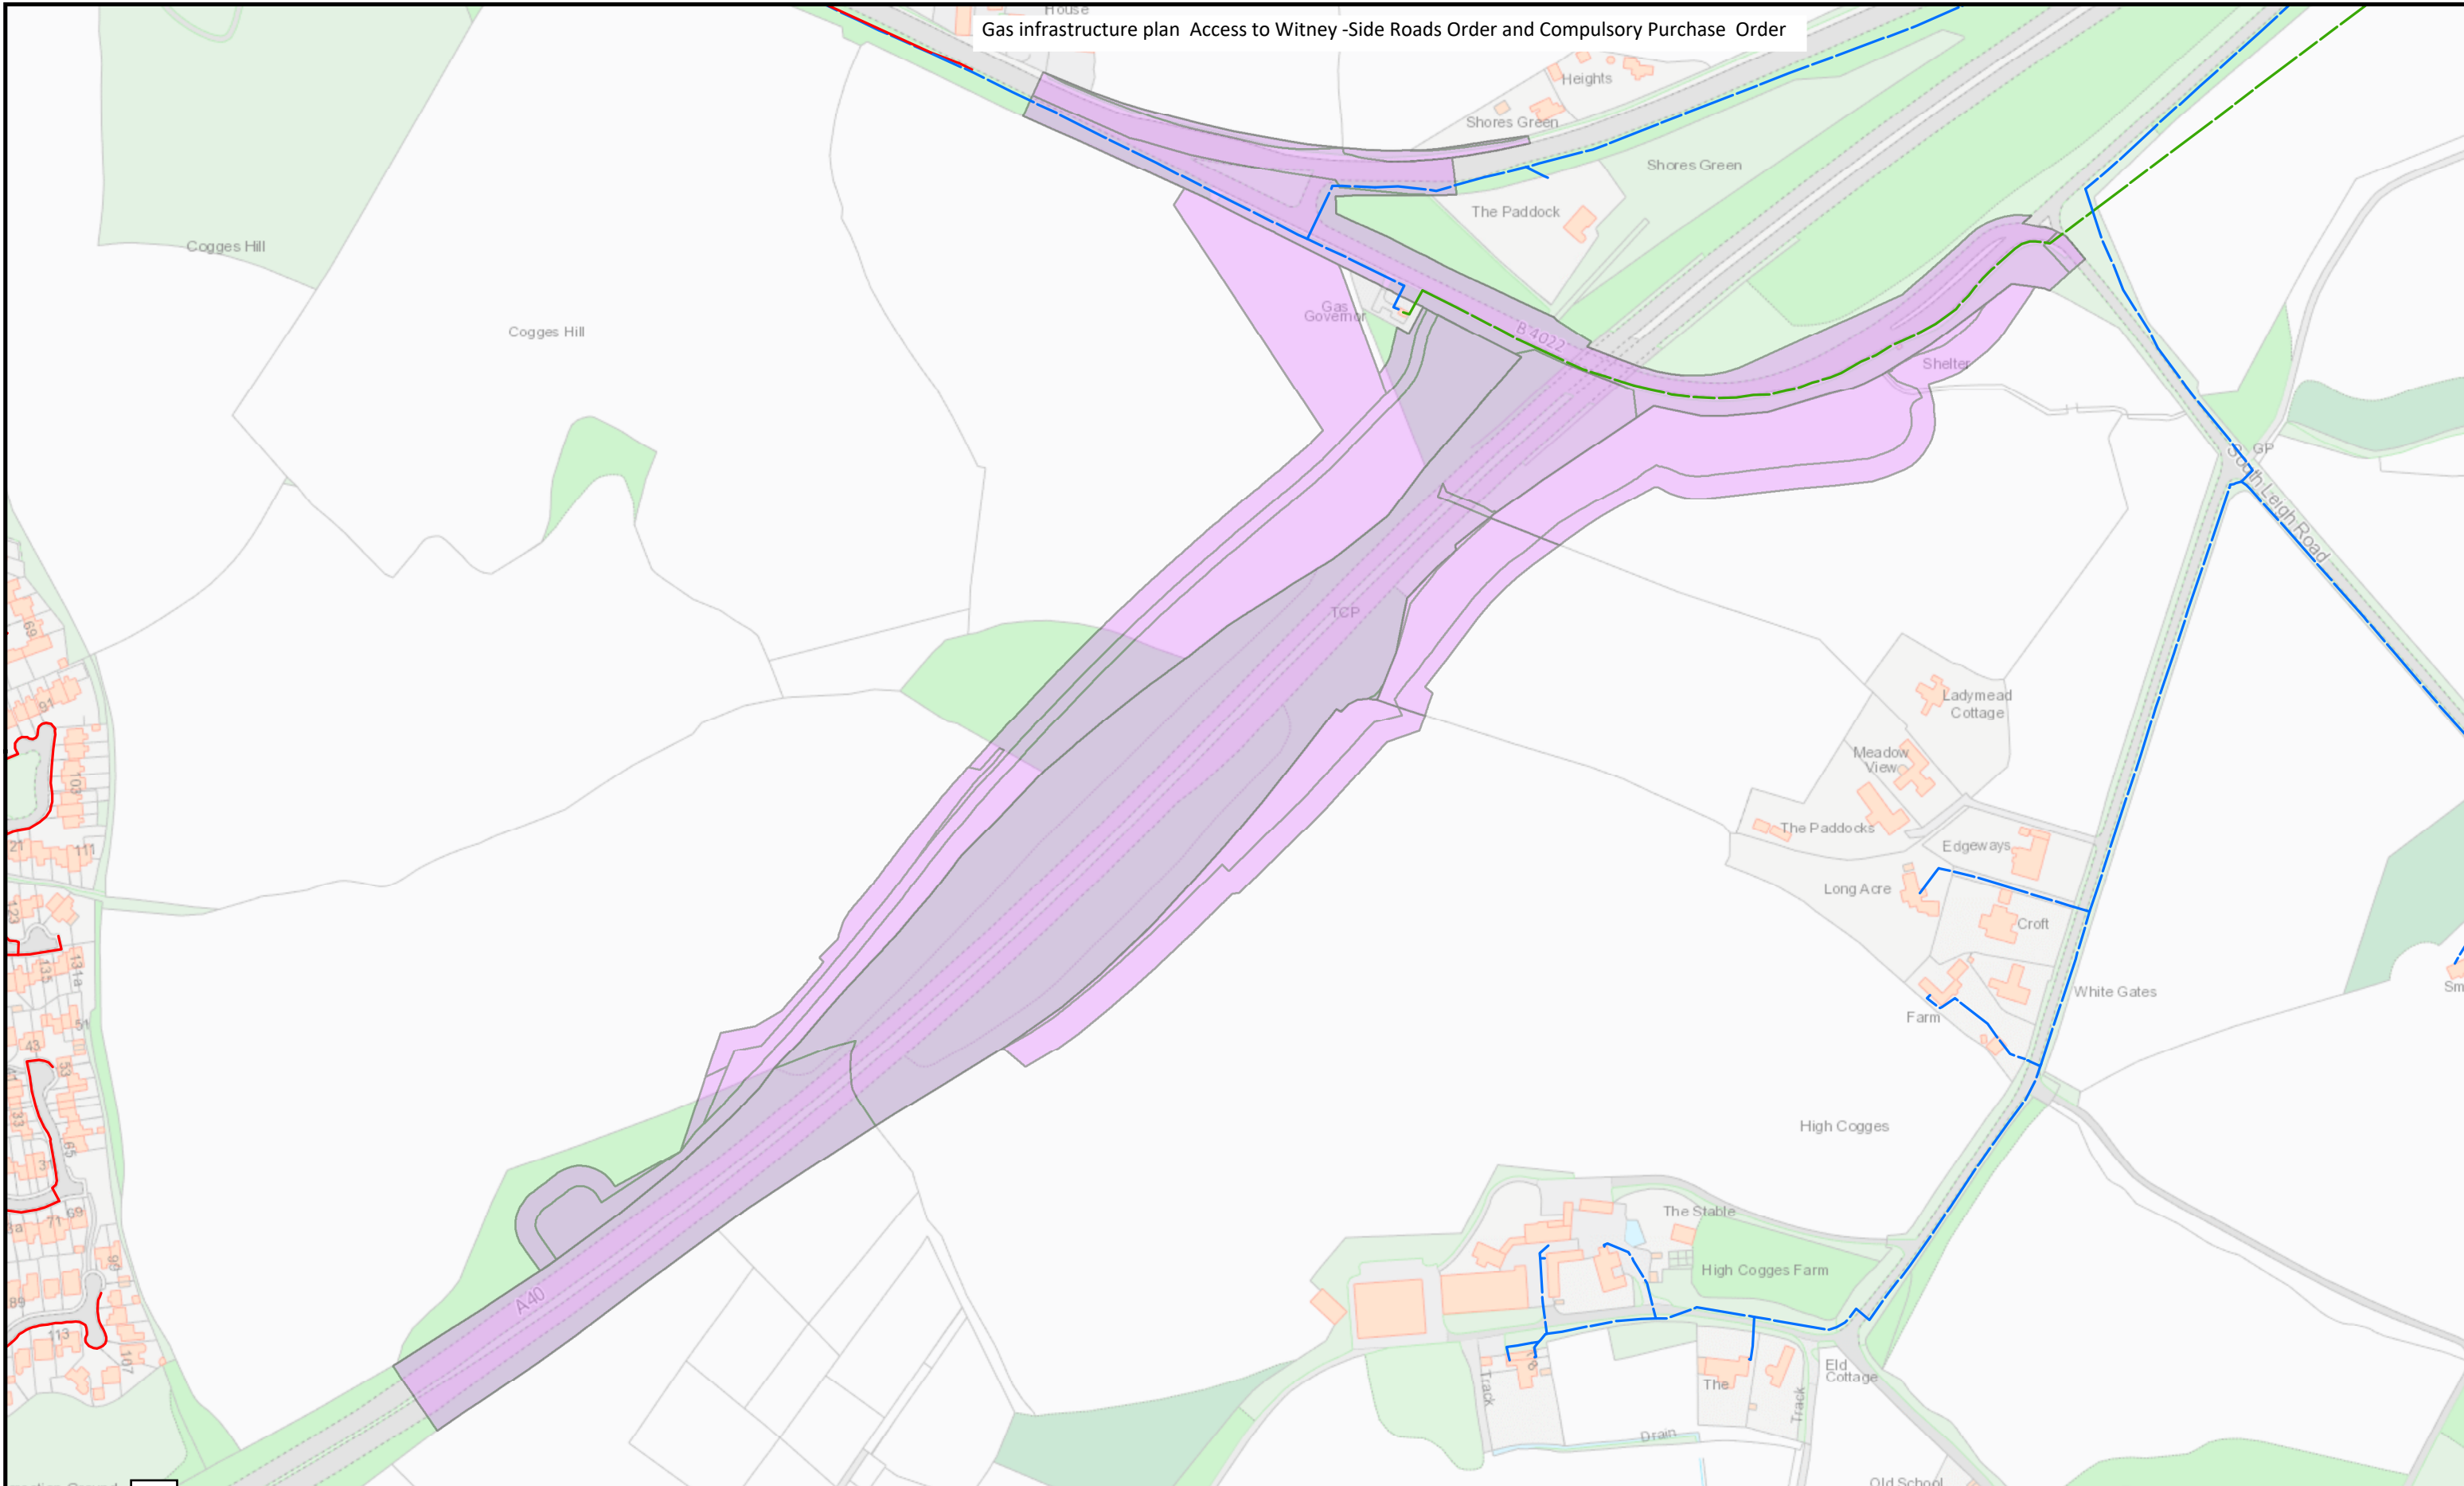 House
Gas infrastructure plan  Access to Witney -Side Roads Order and Compulsory Purchase  Order
Heights
Shores Green
Shores Green
The Paddock
Cogges Hill
Cogges Hill
Gas
Governor
B 4022
Shelter
GP
South Leigh Road
TCP
69
91
Ladymead
Cottage
Meadow
View
103
The Paddocks
21
111
Edgeways
Long Acre
123
Croft
135
131a
White Gates
Sm
51
Farm
43
53
33
High Cogges
65
31
The Stable
1a
71
69
99
High Cogges Farm
89
A40
113
107
Eld
Cottage
The
Track
Track
Drain
Old School